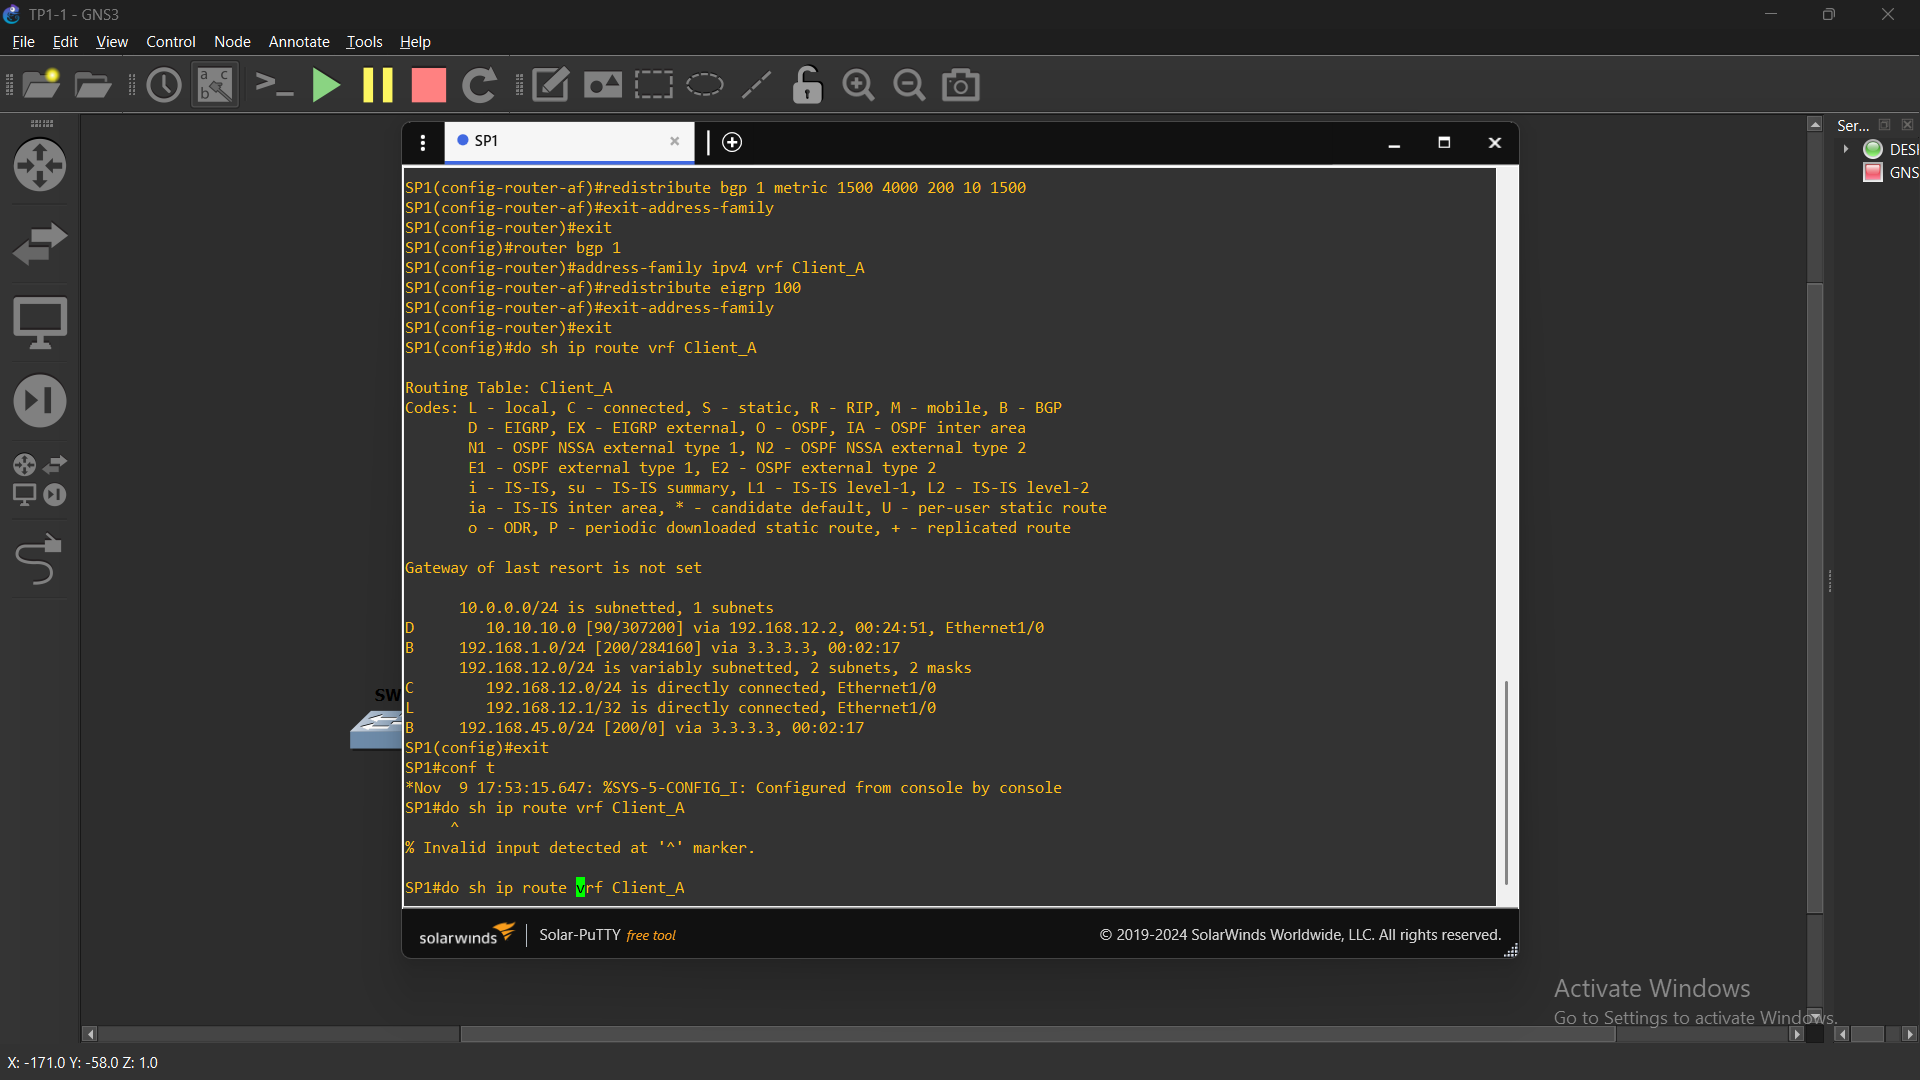 TP1-1 - GNS3
File Edit View Control Node Annotate Tools Help
SP1
Ser...
DESH
GNS
SP1(config-router-af)#redistribute bgp 1 metric 1500 4000 200 10 1500
SP1(config-router-af)#exit-address-family
SP1(config-router)#exit
SP1(config)#router bgp 1
SP1(config-router)#address-family ipv4 vrf Client_A
SP1(config-router-af)#redistribute eigrp 100
SP1(config-router-af)#exit-address-family
SP1(config-router)#exit
SP1(config)#do sh ip route vrf Client_A
Routing Table: Client_A
Codes: L - local, C - connected, S - static, R - RIP, M - mobile, B - BGP
D - EIGRP, EX - EIGRP external, O - OSPF, IA - OSPF inter area
N1 - OSPF NSSA external type 1, N2 - OSPF NSSA external type 2
E1 - OSPF external type 1, E2 - OSPF external type 2
i - IS-IS, su - IS-IS summary, L1 - IS-IS level-1, L2 - IS-IS level-2
ia - IS-IS inter area, * - candidate default, U - per-user static route
o - ODR, P - periodic downloaded static route, + - replicated route
Gateway of last resort is not set
10.0.0.0/24 is subnetted, 1 subnets
D 10.10.10.0 [90/307200] via 192.168.12.2, 00:24:51, Ethernet1/0
B 192.168.1.0/24 [200/284160] via 3.3.3.3, 00:02:17
192.168.12.0/24 is variably subnetted, 2 subnets, 2 masks
C 192.168.12.0/24 is directly connected, Ethernet1/0
L 192.168.12.1/32 is directly connected, Ethernet1/0
B 192.168.45.0/24 [200/0] via 3.3.3.3, 00:02:17
SP1(config)#exit
SP1#conf t
*Nov 9 17:53:15.647: %SYS-5-CONFIG_I: Configured from console by console
SP1#do sh ip route vrf Client_A
^
% Invalid input detected at '^' marker.
SP1#do sh ip route vrf Client_A
SW
solarwinds Solar-PuTTY free tool
© 2019-2024 SolarWinds Worldwide, LLC. All rights reserved.
Activate Windows
Go to Settings to activate Windows.
X: -171.0 Y: -58.0 Z: 1.0